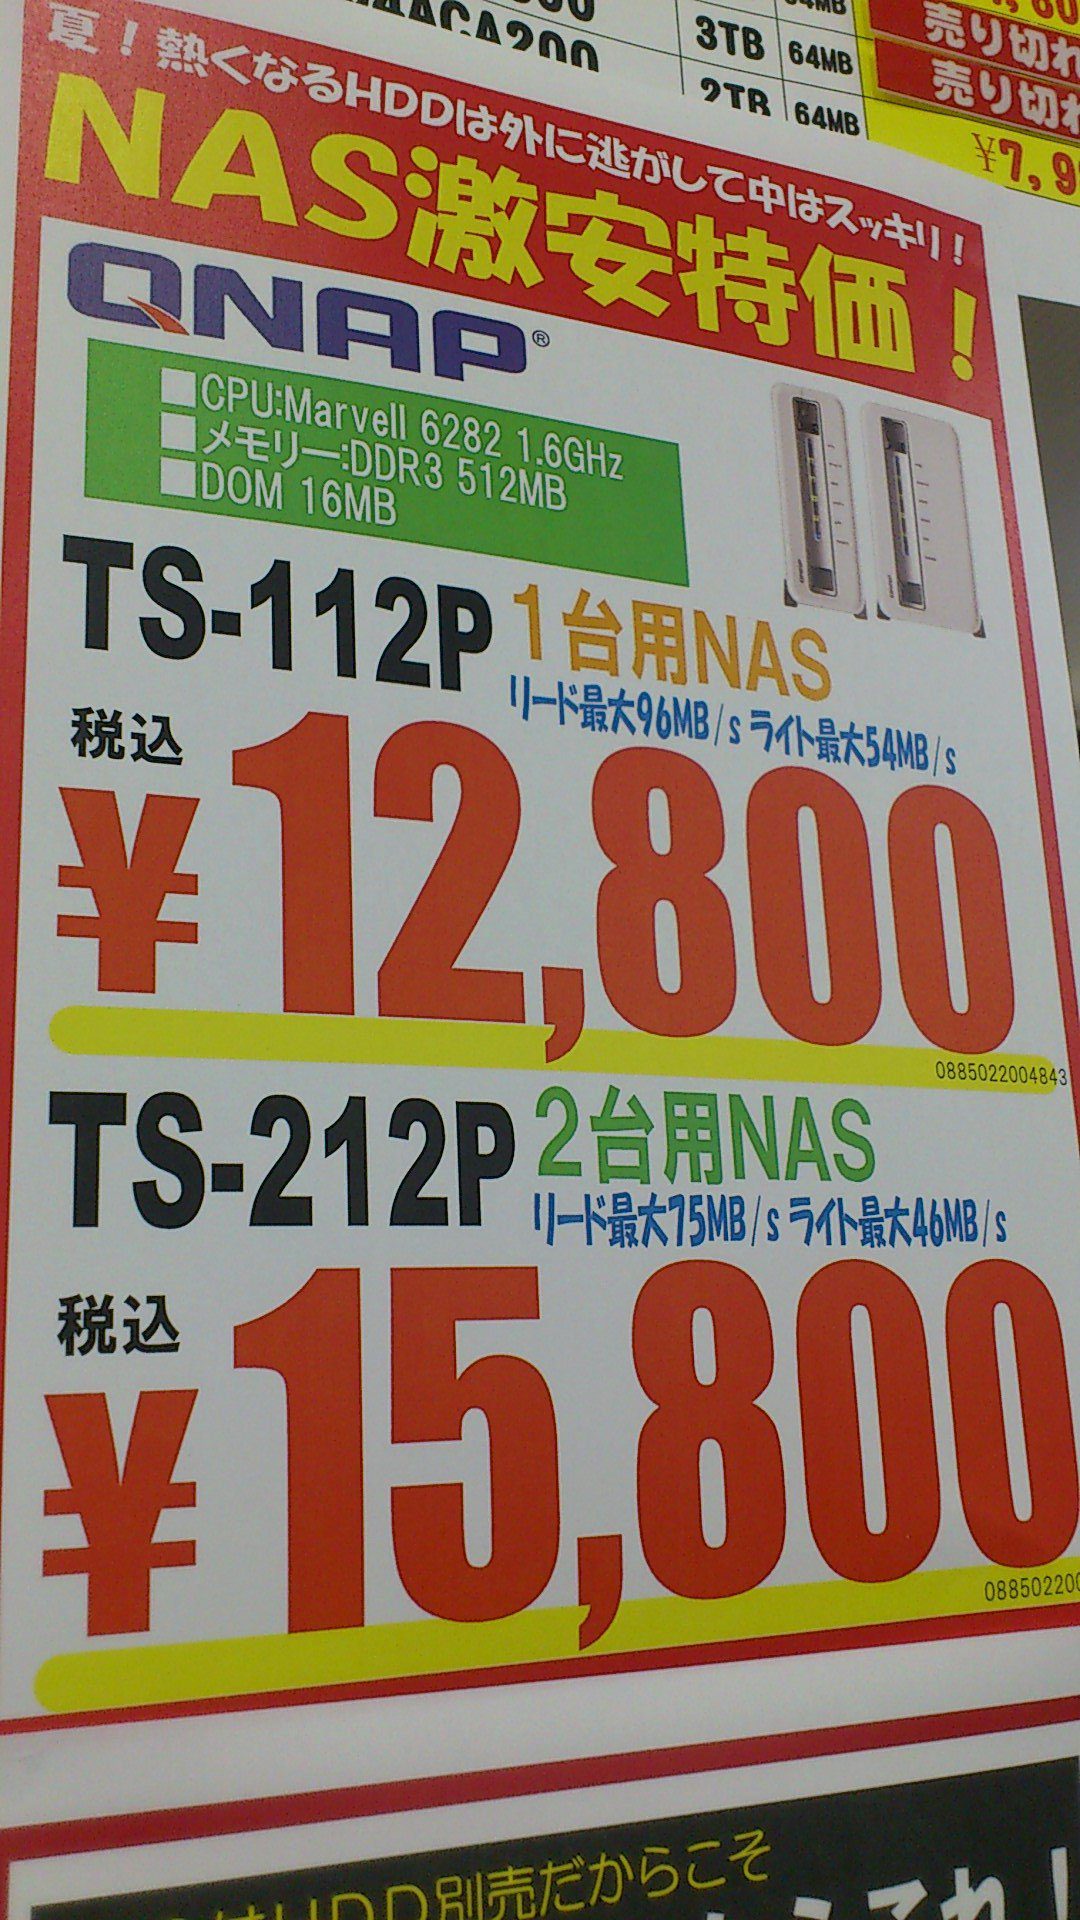 3TB 64MB 売り切れ
2TB 64MB 売り切れ
¥7,9
夏！熱くなるHDDは外に逃がして中はスッキリ！
NAS激安特価！
QNAP®
□CPU:Marvell 6282 1.6GHz
□メモリー:DDR3 512MB
□DOM 16MB
TS-112P 1台用NAS
リード最大96MB/s ライト最大54MB/s
税込
¥12,800
0885022004843
TS-212P 2台用NAS
リード最大75MB/s ライト最大46MB/s
税込
¥15,800
088502200
HDD別売だからこそ